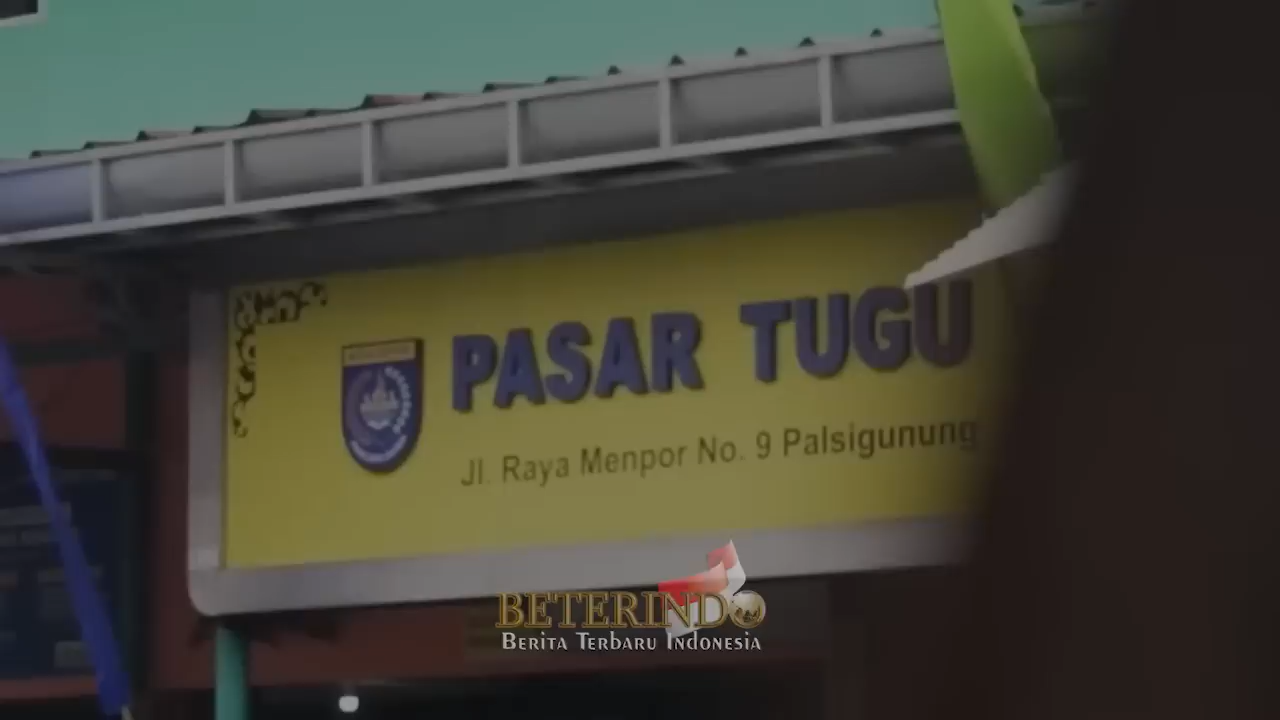 PASAR TUGU
Jl. Raya Menpor No. 9 Palsigunung
BETERINDO
BERITA TERBARU INDONESIA